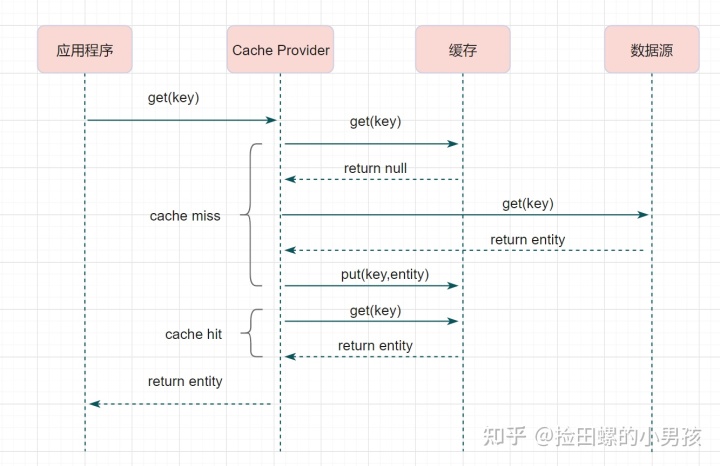 应用程序
Cache Provider
缓存
数据源
get(key)
get(key)
return null
get(key)
cache miss
return entity
put(key,entity)
get(key)
cache hit
return entity
return entity
知乎 @捡田螺的小男孩